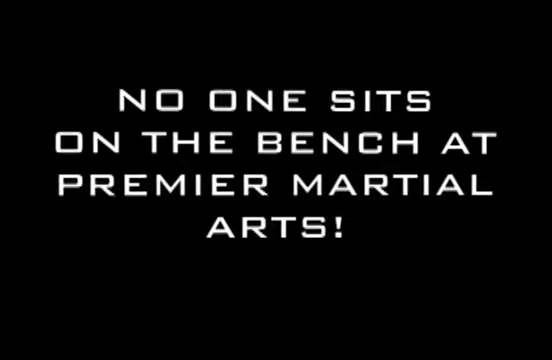 NO ONE SITS
ON THE BENCH AT
PREMIER MARTIAL
ARTS!